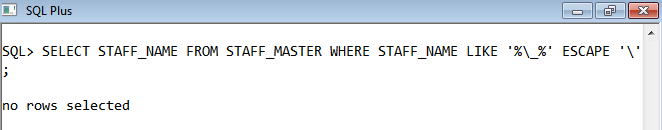 SQL Plus
SQL> SELECT STAFF_NAME FROM STAFF_MASTER WHERE STAFF_NAME LIKE '%\_%' ESCAPE '\'
;
no rows selected